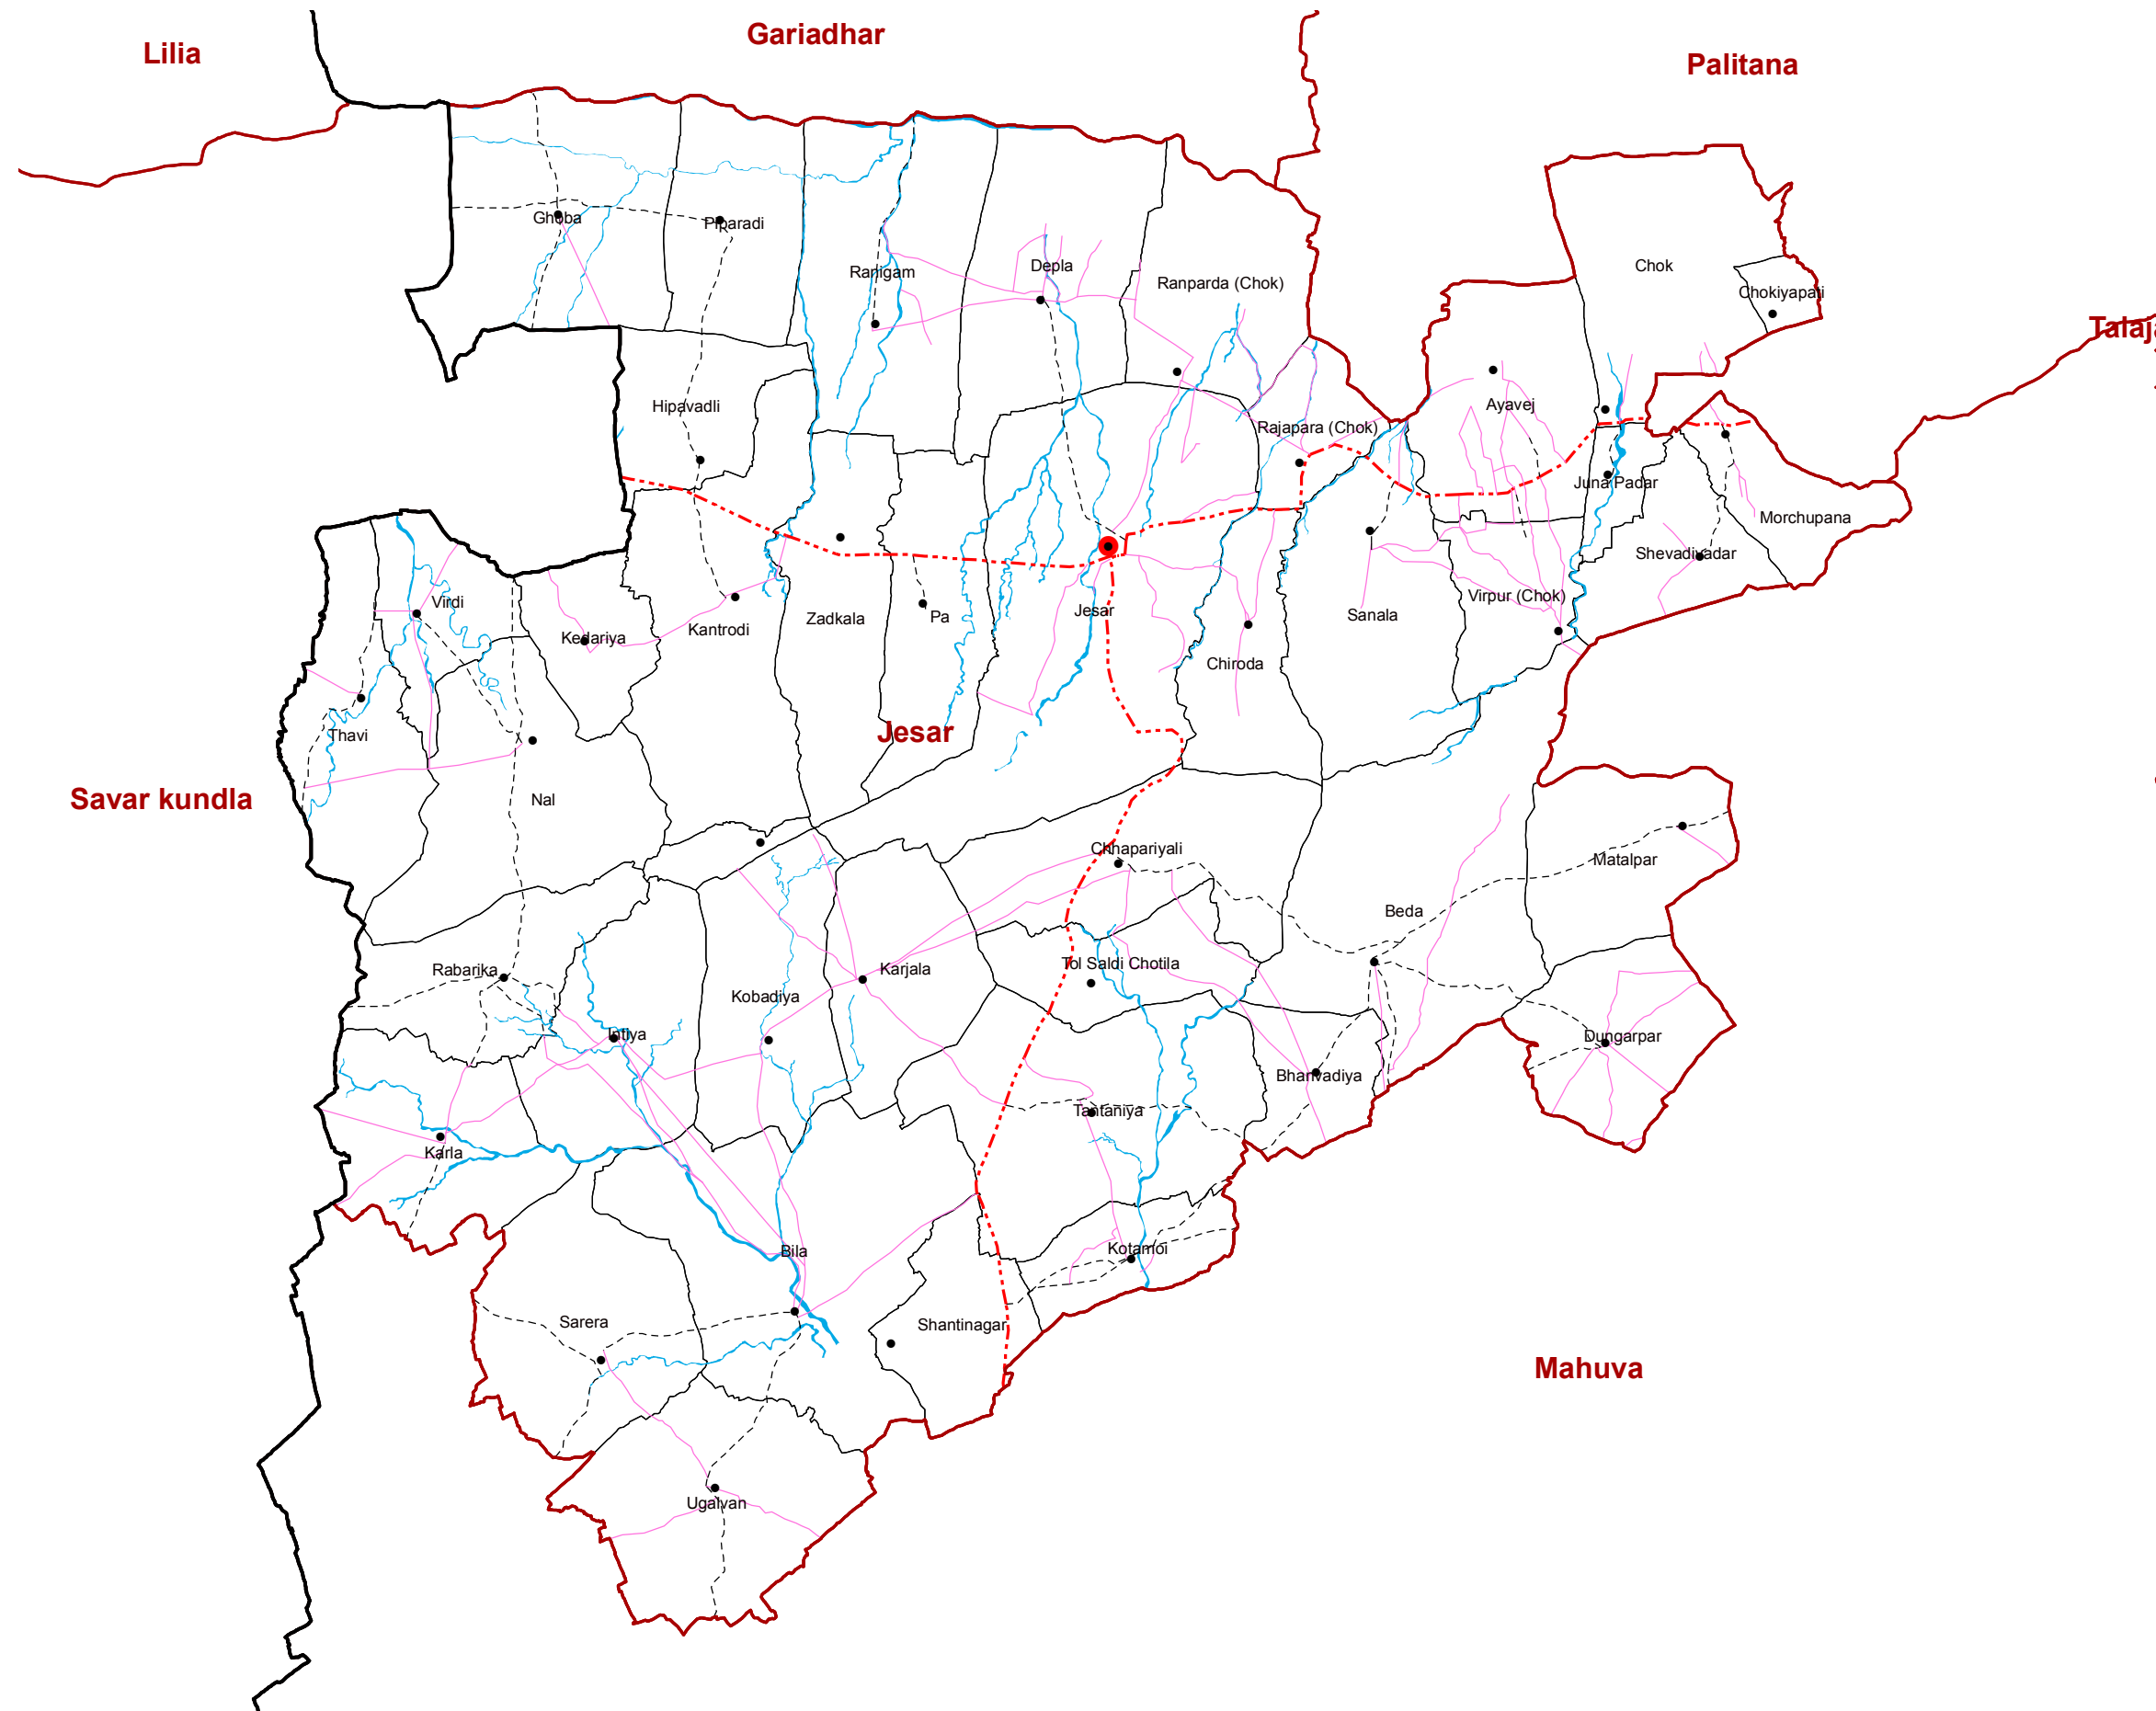 Gariadhar
Lilia
Palitana
Ghoba
Piparadi
Depla
Chok
Ranigam
Ranparda (Chok)
Chokiyapati
Hipavadli
Ayavej
Rajapara (Chok)
Juna Padar
Morchupana
Shevadivadar
Virdi
Virpur (Chok)
Jesar
Sanala
Pa
Zadkala
Kantrodi
Kedariya
Chiroda
Jesar
Thavi
Savar kundla
Nal
Chhapariyali
Matalpar
Beda
Tol Saldi Chotila
Karjala
Rabarika
Kobadiya
Intiya
Dungarpar
Bhanvadiya
Tantaniya
Karla
Kotamoi
Bila
Sarera
Shantinagar
Mahuva
Ugalvan